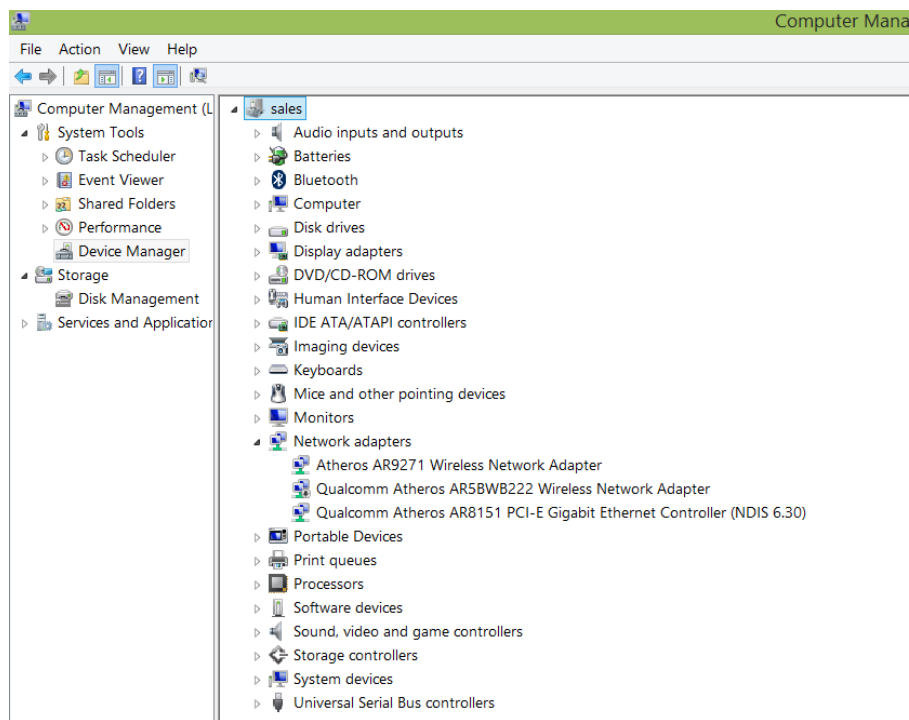 Computer Mana
File Action View Help
Computer Management (L
System Tools
Task Scheduler
Event Viewer
Shared Folders
Performance
Device Manager
Storage
Disk Management
Services and Application
sales
Audio inputs and outputs
Batteries
Bluetooth
Computer
Disk drives
Display adapters
DVD/CD-ROM drives
Human Interface Devices
IDE ATA/ATAPI controllers
Imaging devices
Keyboards
Mice and other pointing devices
Monitors
Network adapters
Atheros AR9271 Wireless Network Adapter
Qualcomm Atheros AR5BWB222 Wireless Network Adapter
Qualcomm Atheros AR8151 PCI-E Gigabit Ethernet Controller (NDIS 6.30)
Portable Devices
Print queues
Processors
Software devices
Sound, video and game controllers
Storage controllers
System devices
Universal Serial Bus controllers